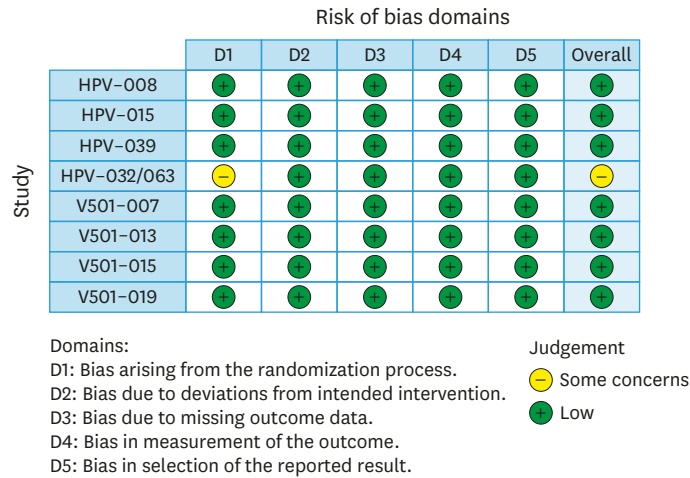 Risk of bias domains
D1 D2 D3 D4 D5 Overall
Study
HPV–008 + + + + + +
HPV–015 + + + + + +
HPV–039 + + + + + +
HPV–032/063 − + + + + −
V501–007 + + + + + +
V501–013 + + + + + +
V501–015 + + + + + +
V501–019 + + + + + +
Domains:
D1: Bias arising from the randomization process.
D2: Bias due to deviations from intended intervention.
D3: Bias due to missing outcome data.
D4: Bias in measurement of the outcome.
D5: Bias in selection of the reported result.
Judgement
− Some concerns
+ Low